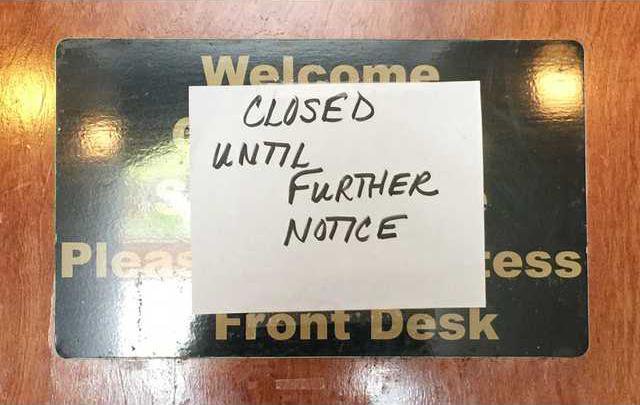 Welcome
CLOSED
UNTIL
FURTHER
NOTICE
Front Desk